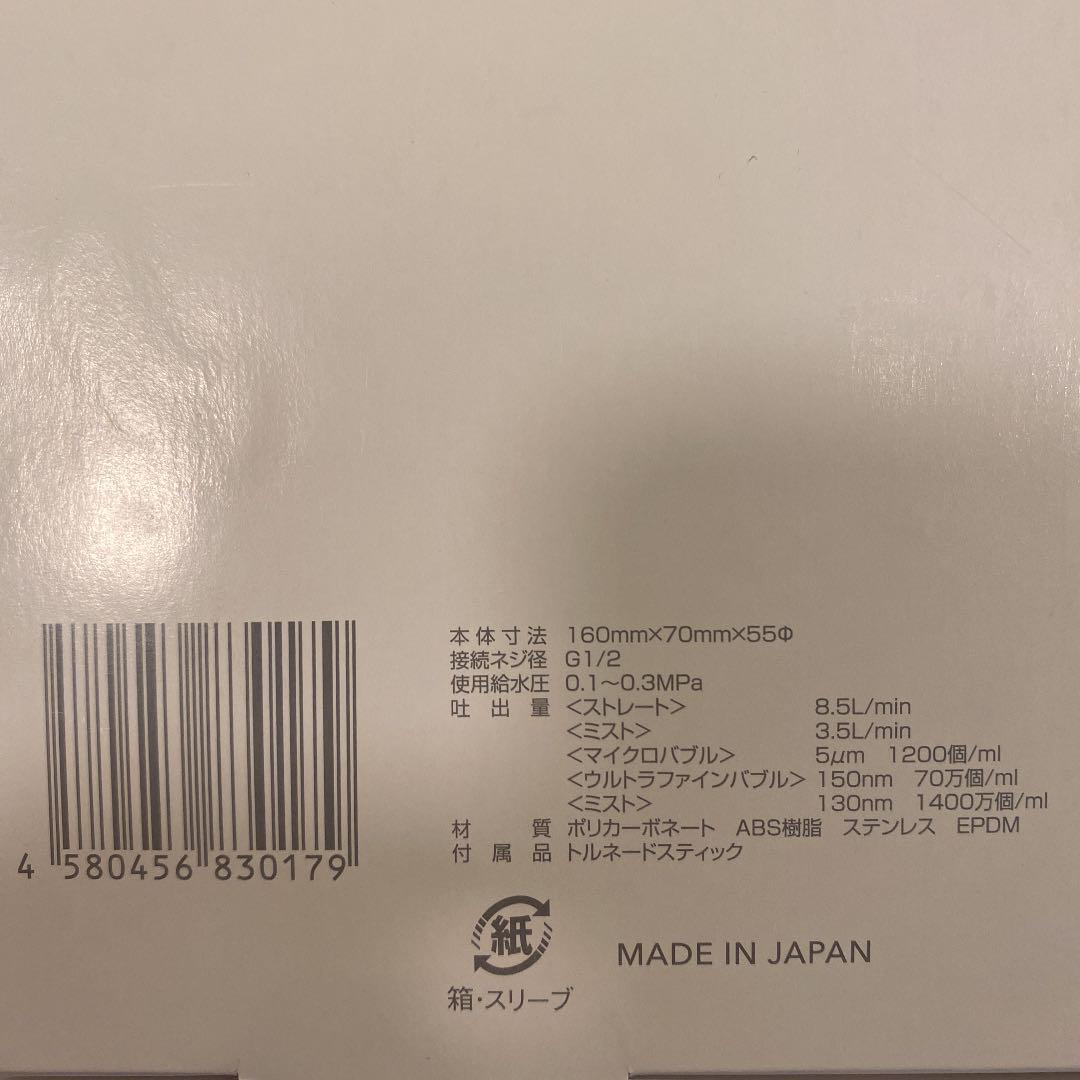 本体寸法 160mm×70mm×55Φ
接続ネジ径 G1/2
使用給水圧 0.1〜0.3MPa
吐出量 <ストレート> 8.5L/min
<ミスト> 3.5L/min
<マイクロバブル> 5μm 1200個/ml
<ウルトラファインバブル> 150nm 70万個/ml
<ミスト> 130nm 1400万個/ml
材質 ポリカーボネート ABS樹脂 ステンレス EPDM
付属品 トルネードスティック
4 580456 830179
紙
箱・スリーブ
MADE IN JAPAN